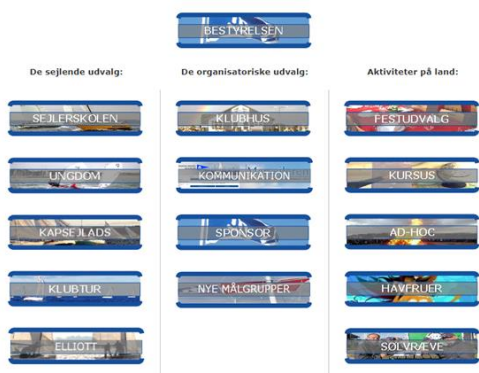 BESTYRELSEN
De sejlende udvalg:
De organisatoriske udvalg:
Aktiviteter på land:
SEJLERSKOLEN
KLUBHUS
FESTUDVALG
UNGDOM
KOMMUNIKATION
KURSUS
KAPSEJLADS
SPONSOR
AD-HOC
KLUBTUR
NYE MÅLGRUPPER
HAVFRUER
ELLIOTT
SØLVRÆVE